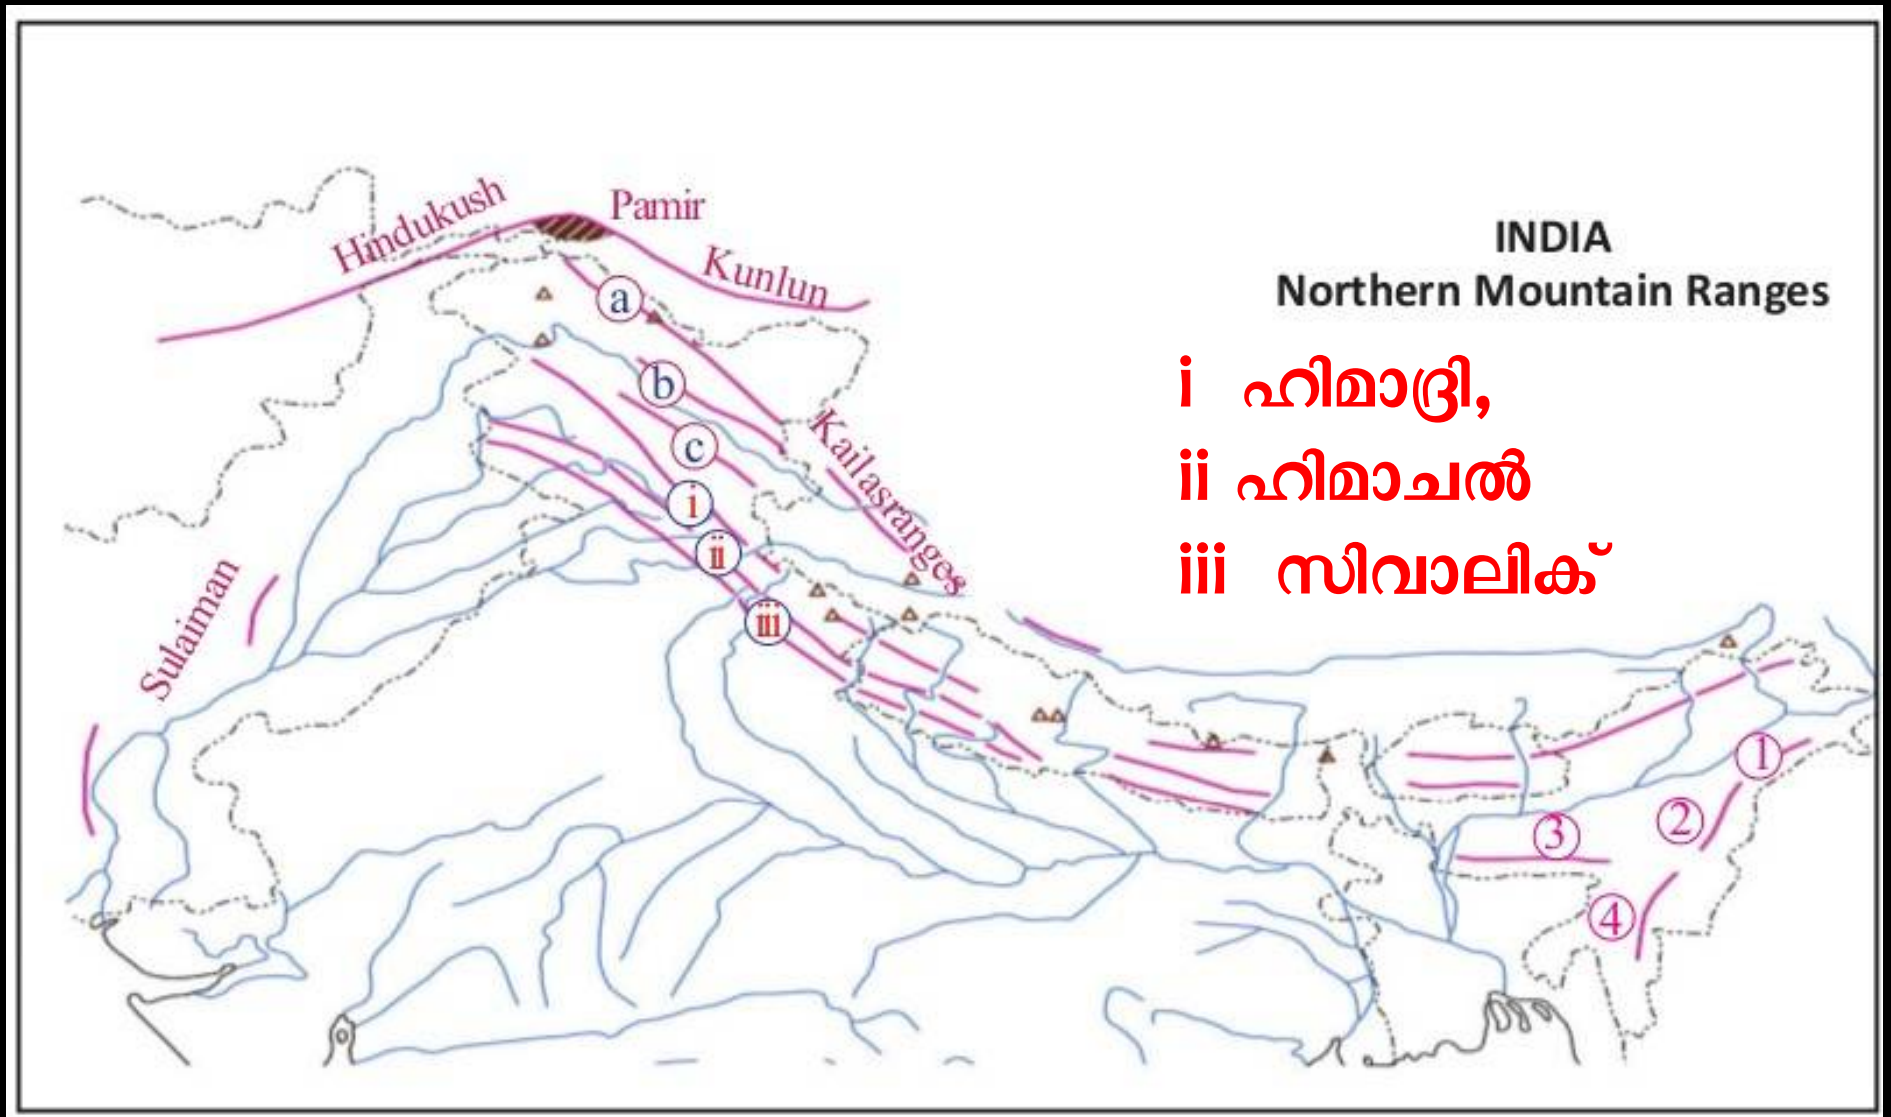 Hindukush
Pamir
Kunlun
INDIA
Northern Mountain Ranges
a
i ഹിമാദ്രി,
b
Kailasranges
c
ii ഹിമാചൽ
i
ii
iii സിവാലിക്
Sulaiman
iii
1
2
3
4